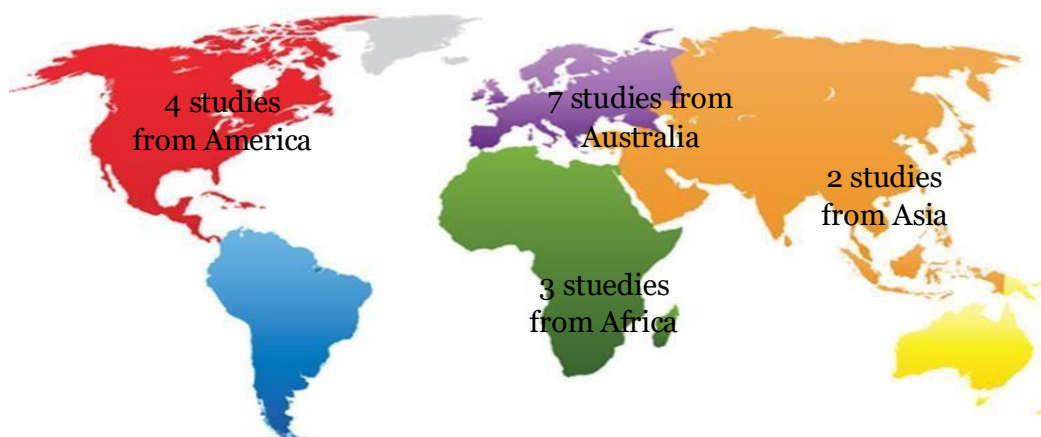 4 studies
from America
7 studies from
Australia
2 studies
from Asia
3 stuedies
from Africa